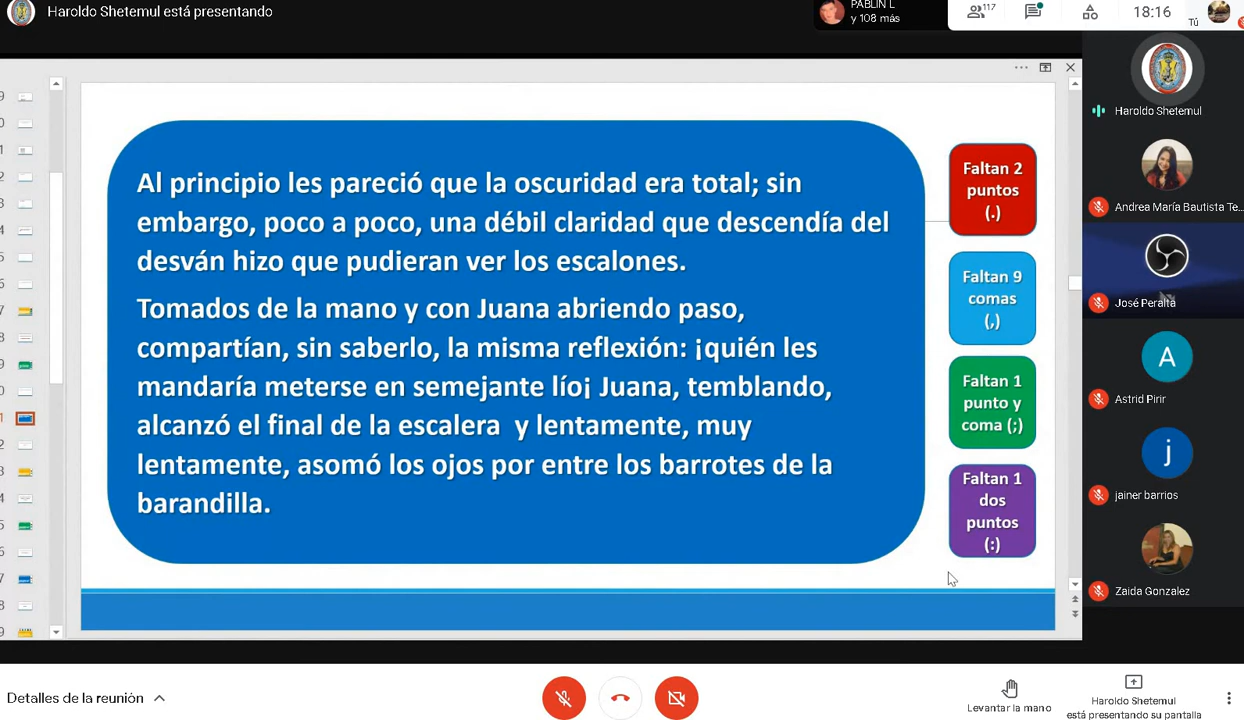 Haroldo Shetemul está presentando
PABLIN L
y 108 más
117
18:16
Tú
Al principio les pareció que la oscuridad era total; sin
embargo, poco a poco, una débil claridad que descendía del
desván hizo que pudieran ver los escalones.
Tomados de la mano y con Juana abriendo paso,
compartían, sin saberlo, la misma reflexión: ¡quién les
mandaría meterse en semejante lío¡ Juana, temblando,
alcanzó el final de la escalera y lentamente, muy
lentamente, asomó los ojos por entre los barrotes de la
barandilla.
Faltan 2
puntos
(.)
Faltan 9
comas
(,)
Faltan 1
punto y
coma (;)
Faltan 1
dos
puntos
(:)
Haroldo Shetemul
Andrea María Bautista Te...
José Peralta
A
Astrid Pirir
j
jainer barrios
Zaida Gonzalez
Detalles de la reunión
Levantar la mano
Haroldo Shetemul
está presentando su pantalla